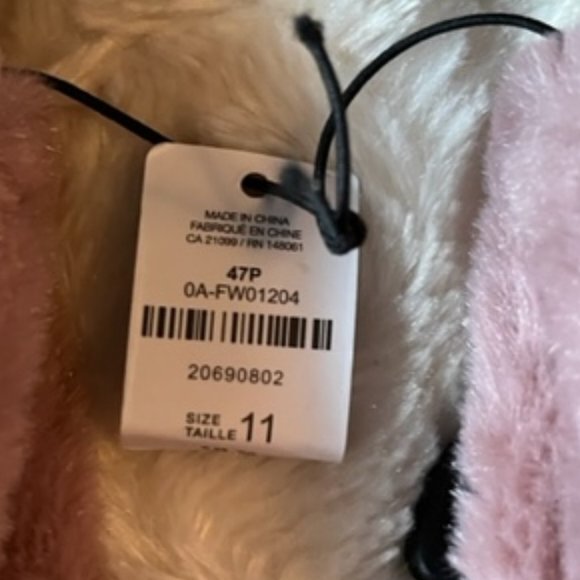 MADE IN CHINA
FABRIQUÉ EN CHINE
CA 21099 / RN 148061
47P
0A-FW01204
20690802
SIZE
TAILLE 11